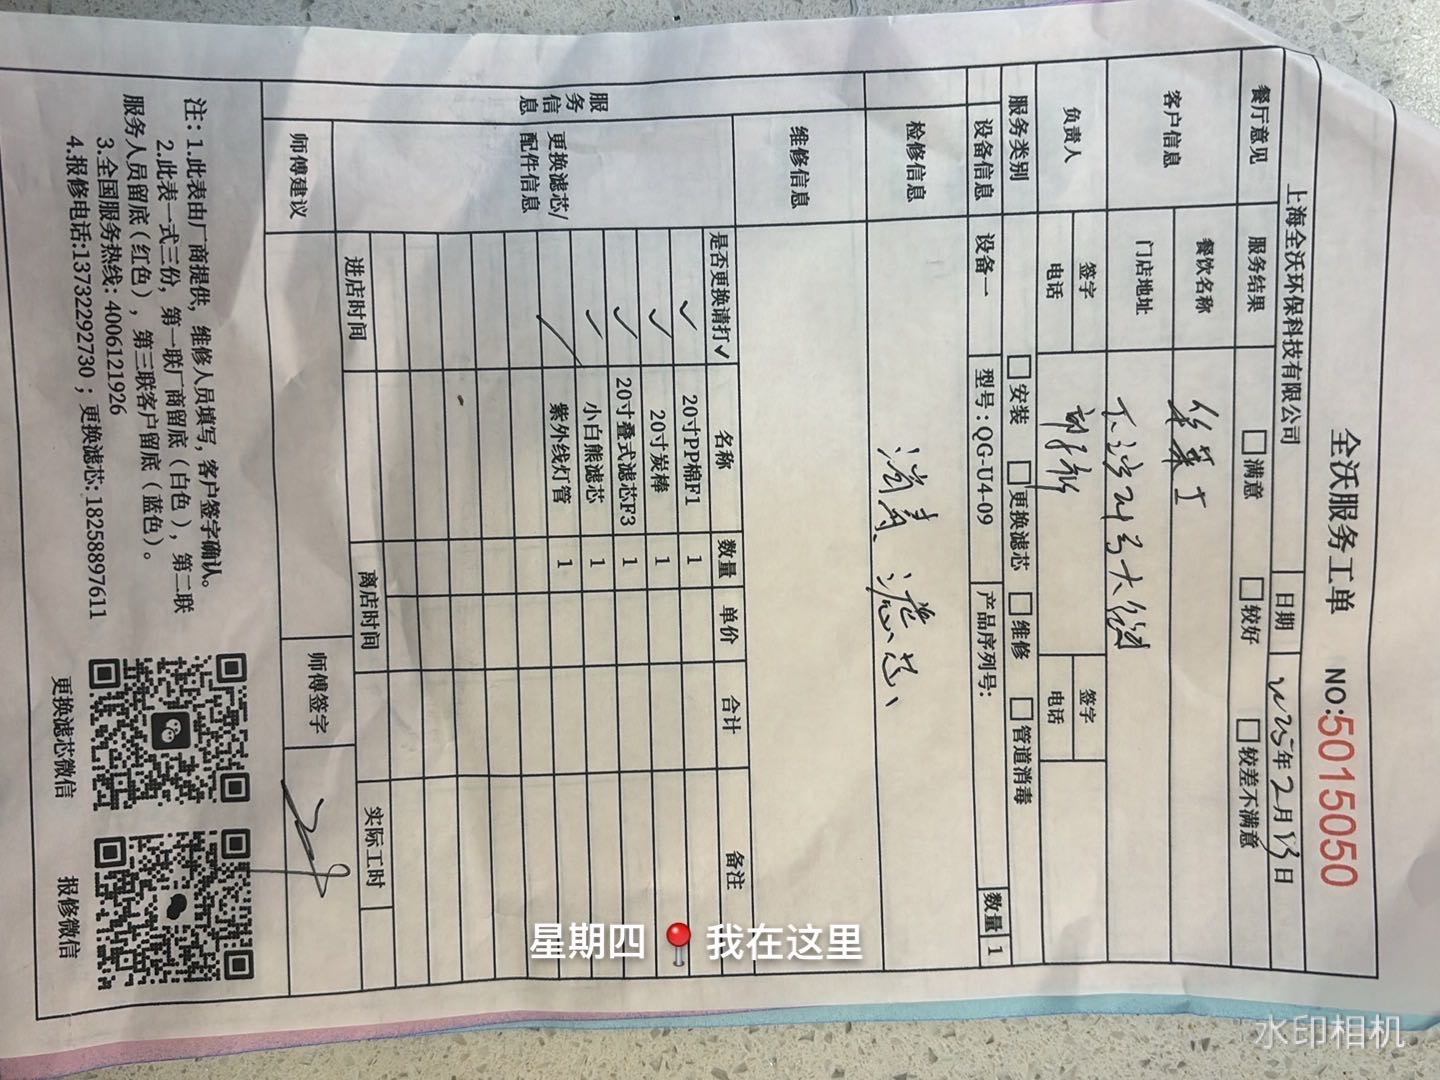 全沃服务工单 NO:5015050
上海全沃环保科技有限公司 日期 2025年2月13日
餐厅意见 服务结果 □满意 □较好 □较差不满意
客户信息 餐饮名称 华莱士
门店地址 号大
负责人 签字 签字
电话 电话
服务类别 □安装 □更换滤芯 □维修 □管道消毒
设备信息 设备一 型号:QG-U4-09 产品序列号: 数量 1
检修信息 滤芯
服务信息
维修信息
更换滤芯/配件信息
是否更换请打✓ 名称 数量 单价 合计 备注
✓ 20寸PP棉F1 1
✓ 20寸炭棒 1
✓ 20寸叠式滤芯F3 1
✓ 小白熊滤芯 1
紫外线灯管 1
进店时间 离店时间 实际工时
师傅建议 师傅签字
注:1.此表由厂商提供,维修人员填写,客户签字确认。
2.此表一式三份,第一联厂商留底(白色),第二联
服务人员留底(红色),第三联客户留底(蓝色)。
3.全国服务热线:4006121926
4.报修电话:13732292730;更换滤芯:18258897611
更换滤芯微信 报修微信
星期四 📍 我在这里
水印相机